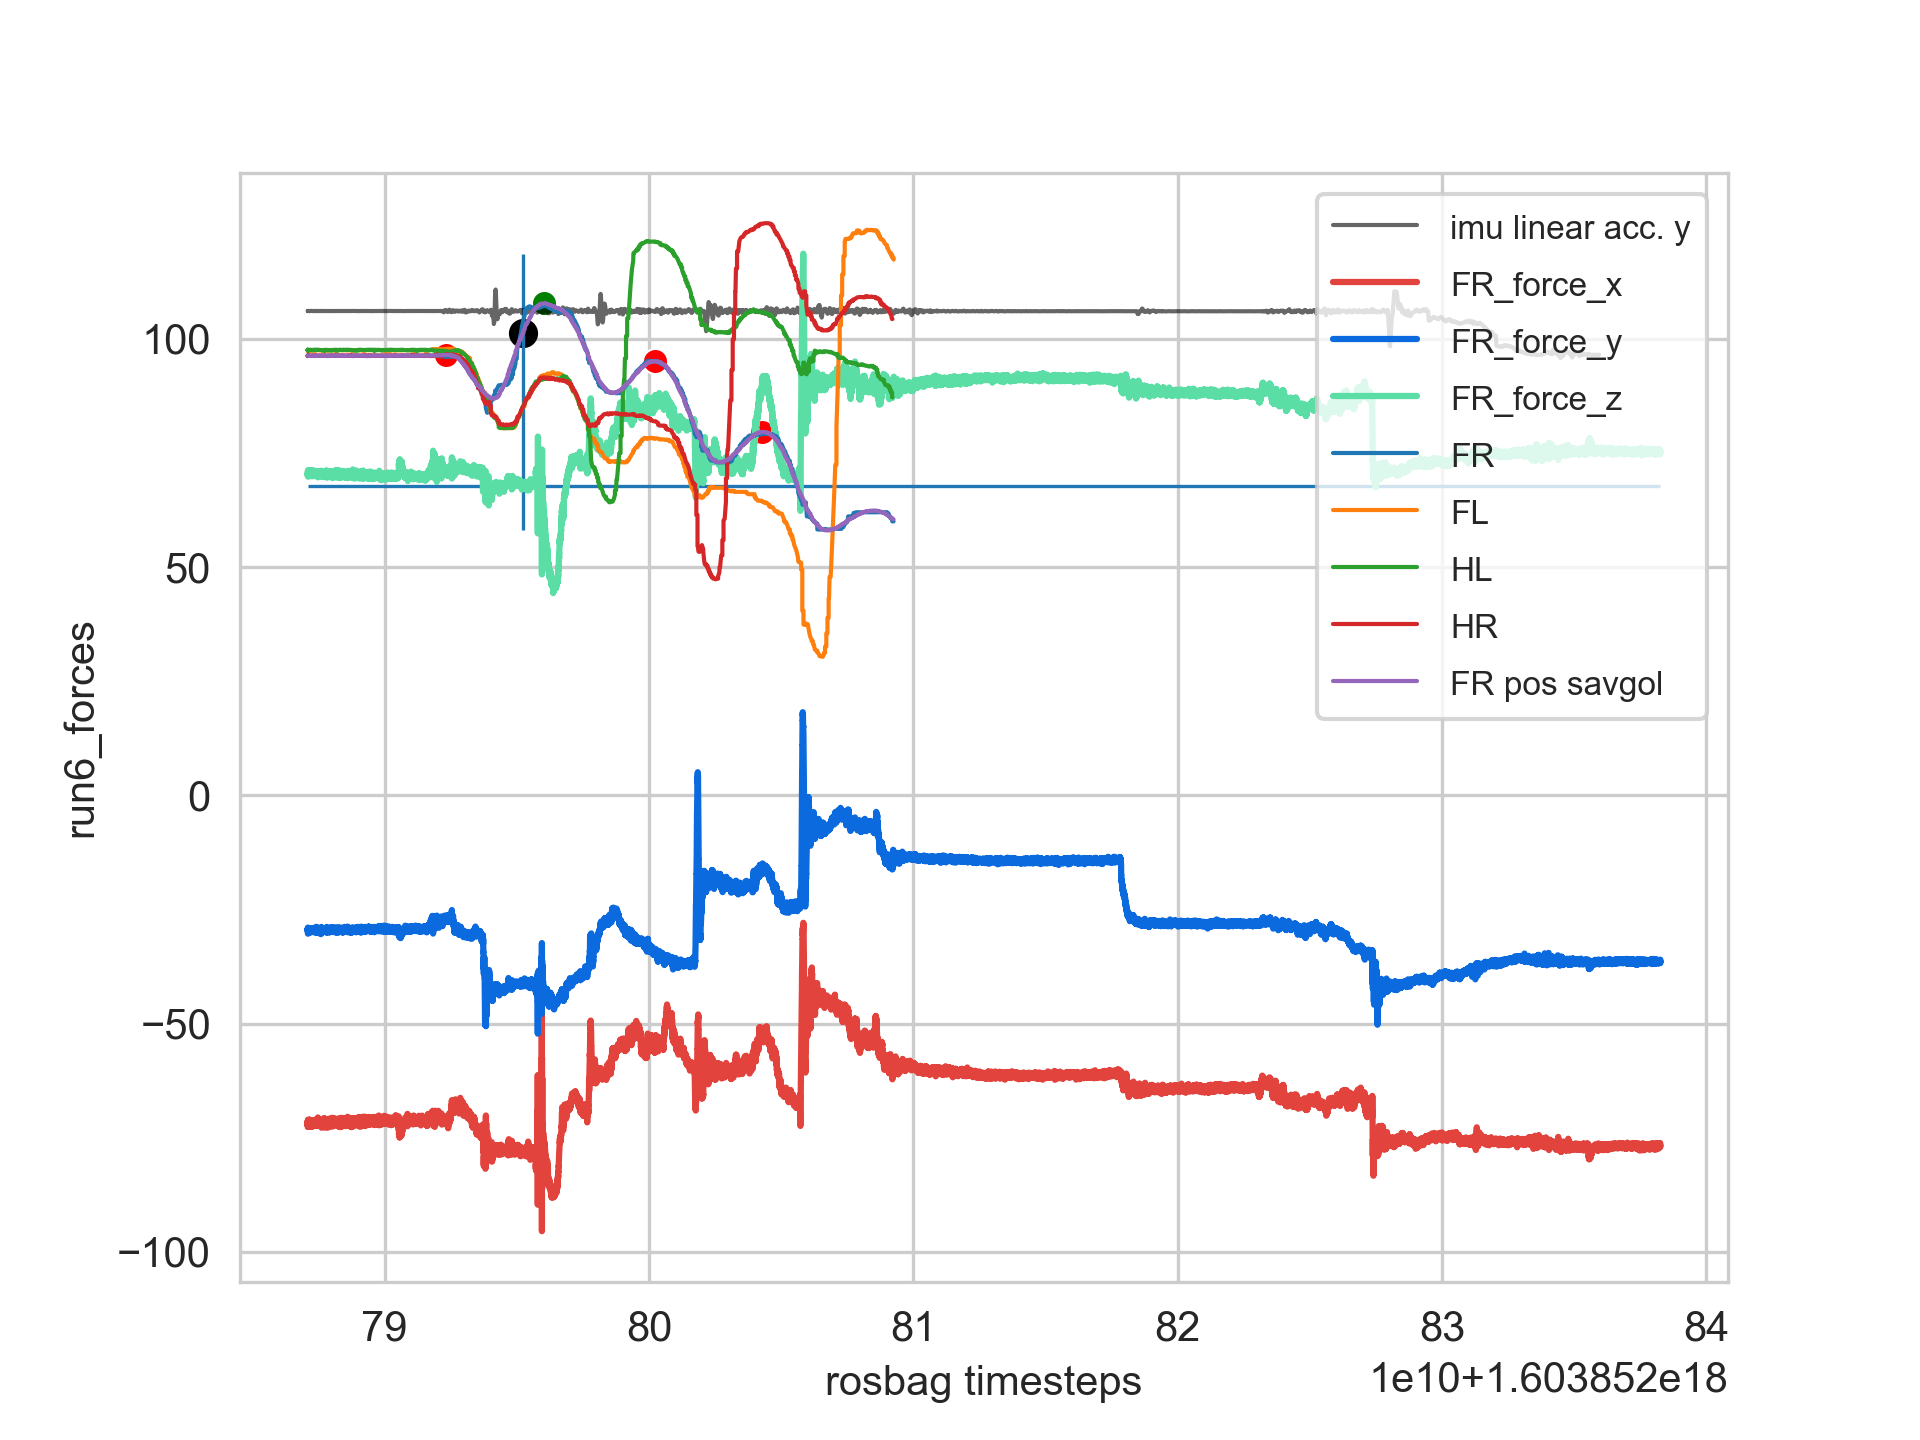 imu linear acc. y
FR_force_x
FR_force_y
FR_force_z
FR
FL
HL
HR
FR pos savgol
100
50
0
−50
−100
run6_forces
79 80 81 82 83 84
rosbag timesteps
1e10+1.603852e18